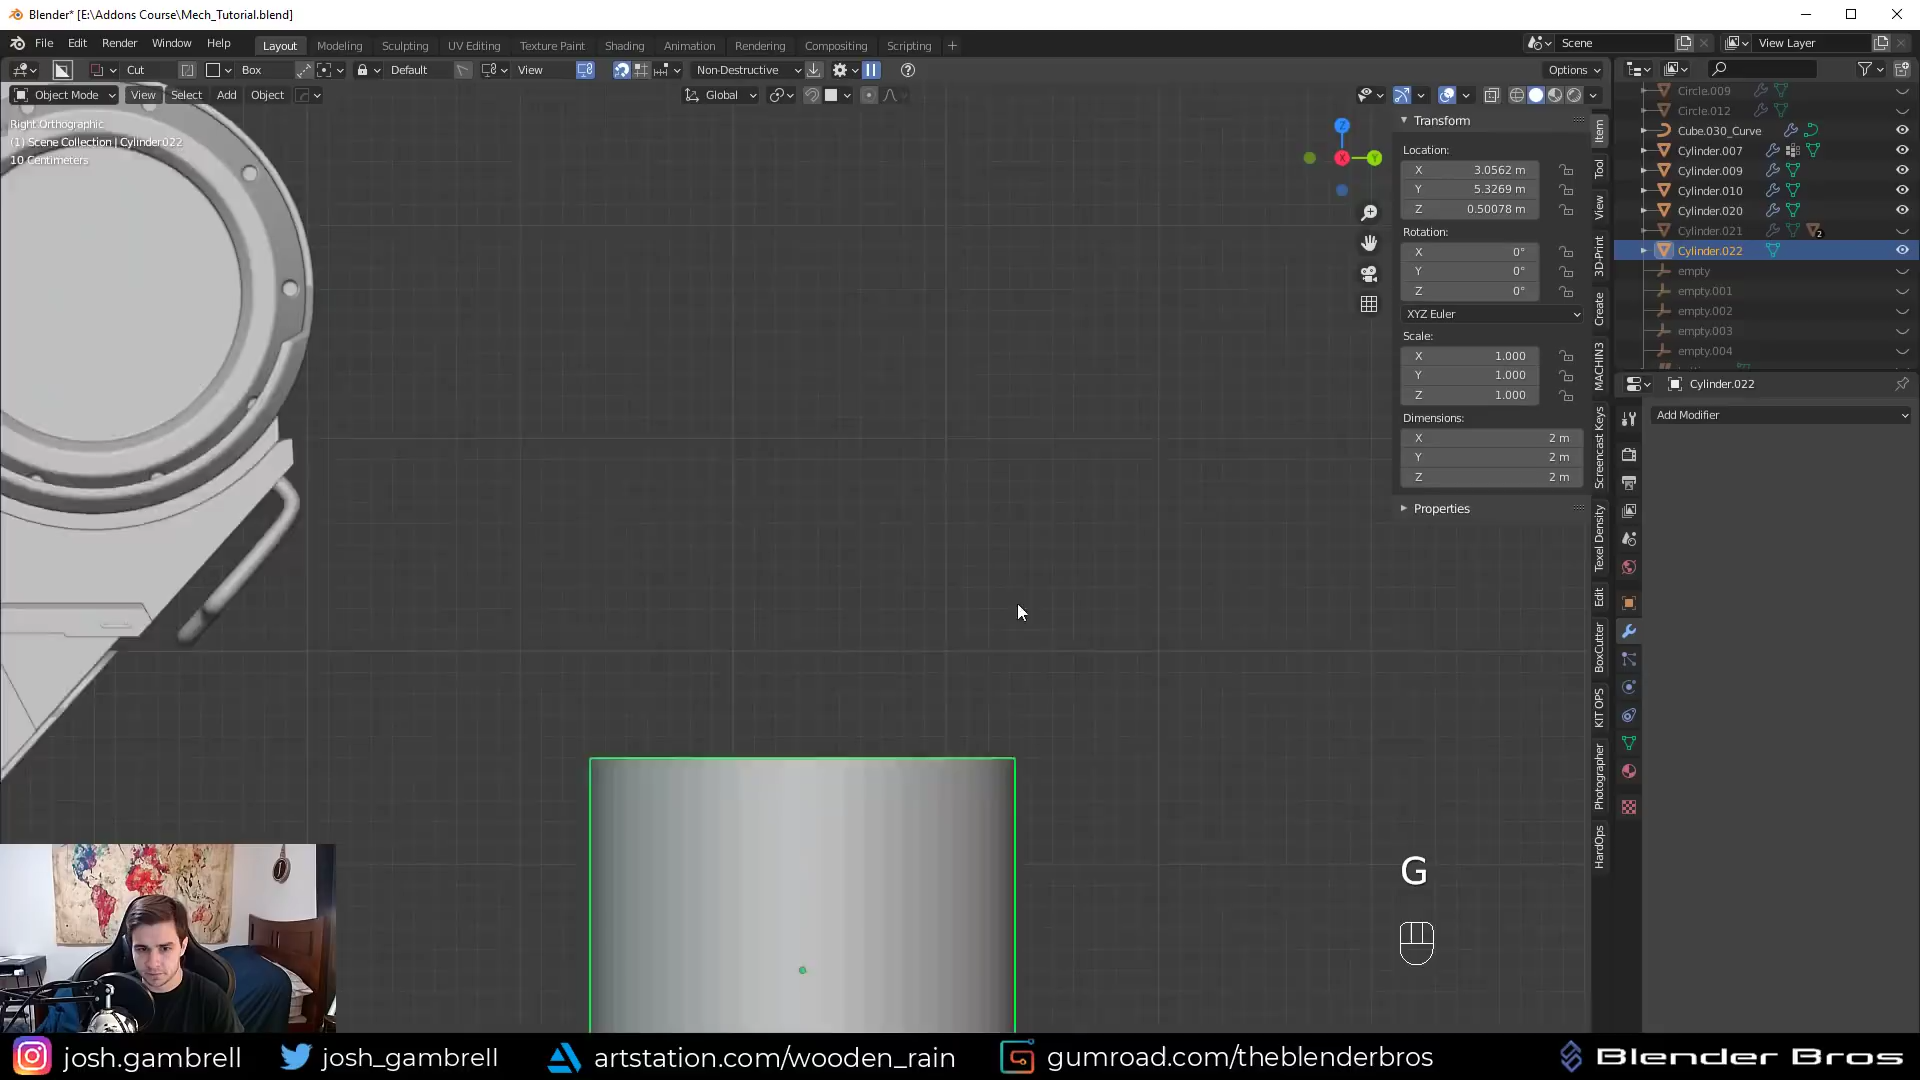 Blender* [E:\Addons Course\Mech_Tutorial.blend]
File Edit Render Window Help
Layout Modeling Sculpting UV Editing Texture Paint Shading Animation Rendering Compositing Scripting +
Scene
View Layer
Cut Box Default View Non-Destructive Options
Object Mode View Select Add Object Global
Right Orthographic
(1) Scene Collection | Cylinder.022
10 Centimeters
Z
X
Y
Transform
Location:
X 3.0562 m
Y 5.3269 m
Z 0.50078 m
Rotation:
X 0°
Y 0°
Z 0°
XYZ Euler
Scale:
X 1.000
Y 1.000
Z 1.000
Dimensions:
X 2 m
Y 2 m
Z 2 m
Properties
Item
Tool
View
3D-Print
Create
MACHIN3
Screencast Keys
Texel Density
Edit
BoxCutter
KIT OPS
Photographer
HardOps
Circle.009
Circle.012
Cube.030_Curve
Cylinder.007
Cylinder.009
Cylinder.010
Cylinder.020
Cylinder.021 2
Cylinder.022
empty
empty.001
empty.002
empty.003
empty.004
Cylinder.022
Add Modifier
G
josh.gambrell josh_gambrell artstation.com/wooden_rain gumroad.com/theblenderbros Blender Bros